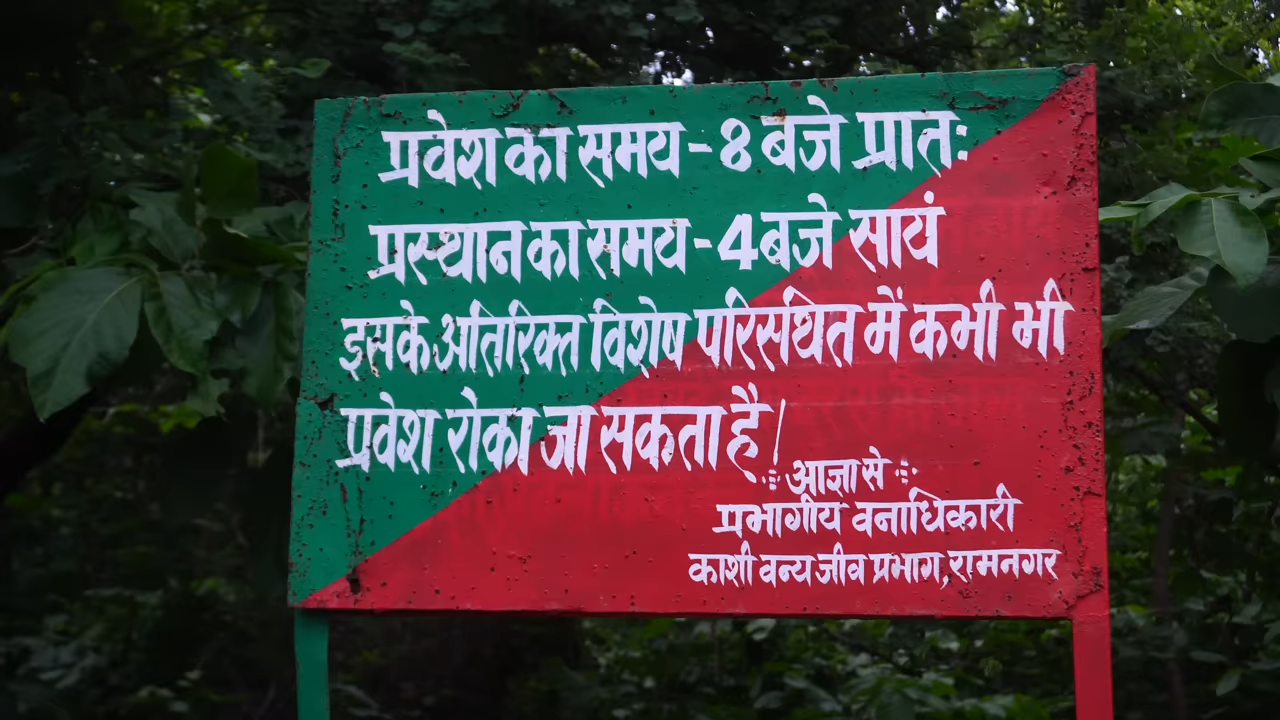 प्रवेश का समय - 8 बजे प्रातः
प्रस्थान का समय - 4 बजे सायं
इसके अतिरिक्त विशेष परिस्थित में कभी भी
प्रवेश रोका जा सकता है।
आज्ञा से
प्रभागीय वनाधिकारी
काशी वन्य जीव प्रभाग, रामनगर